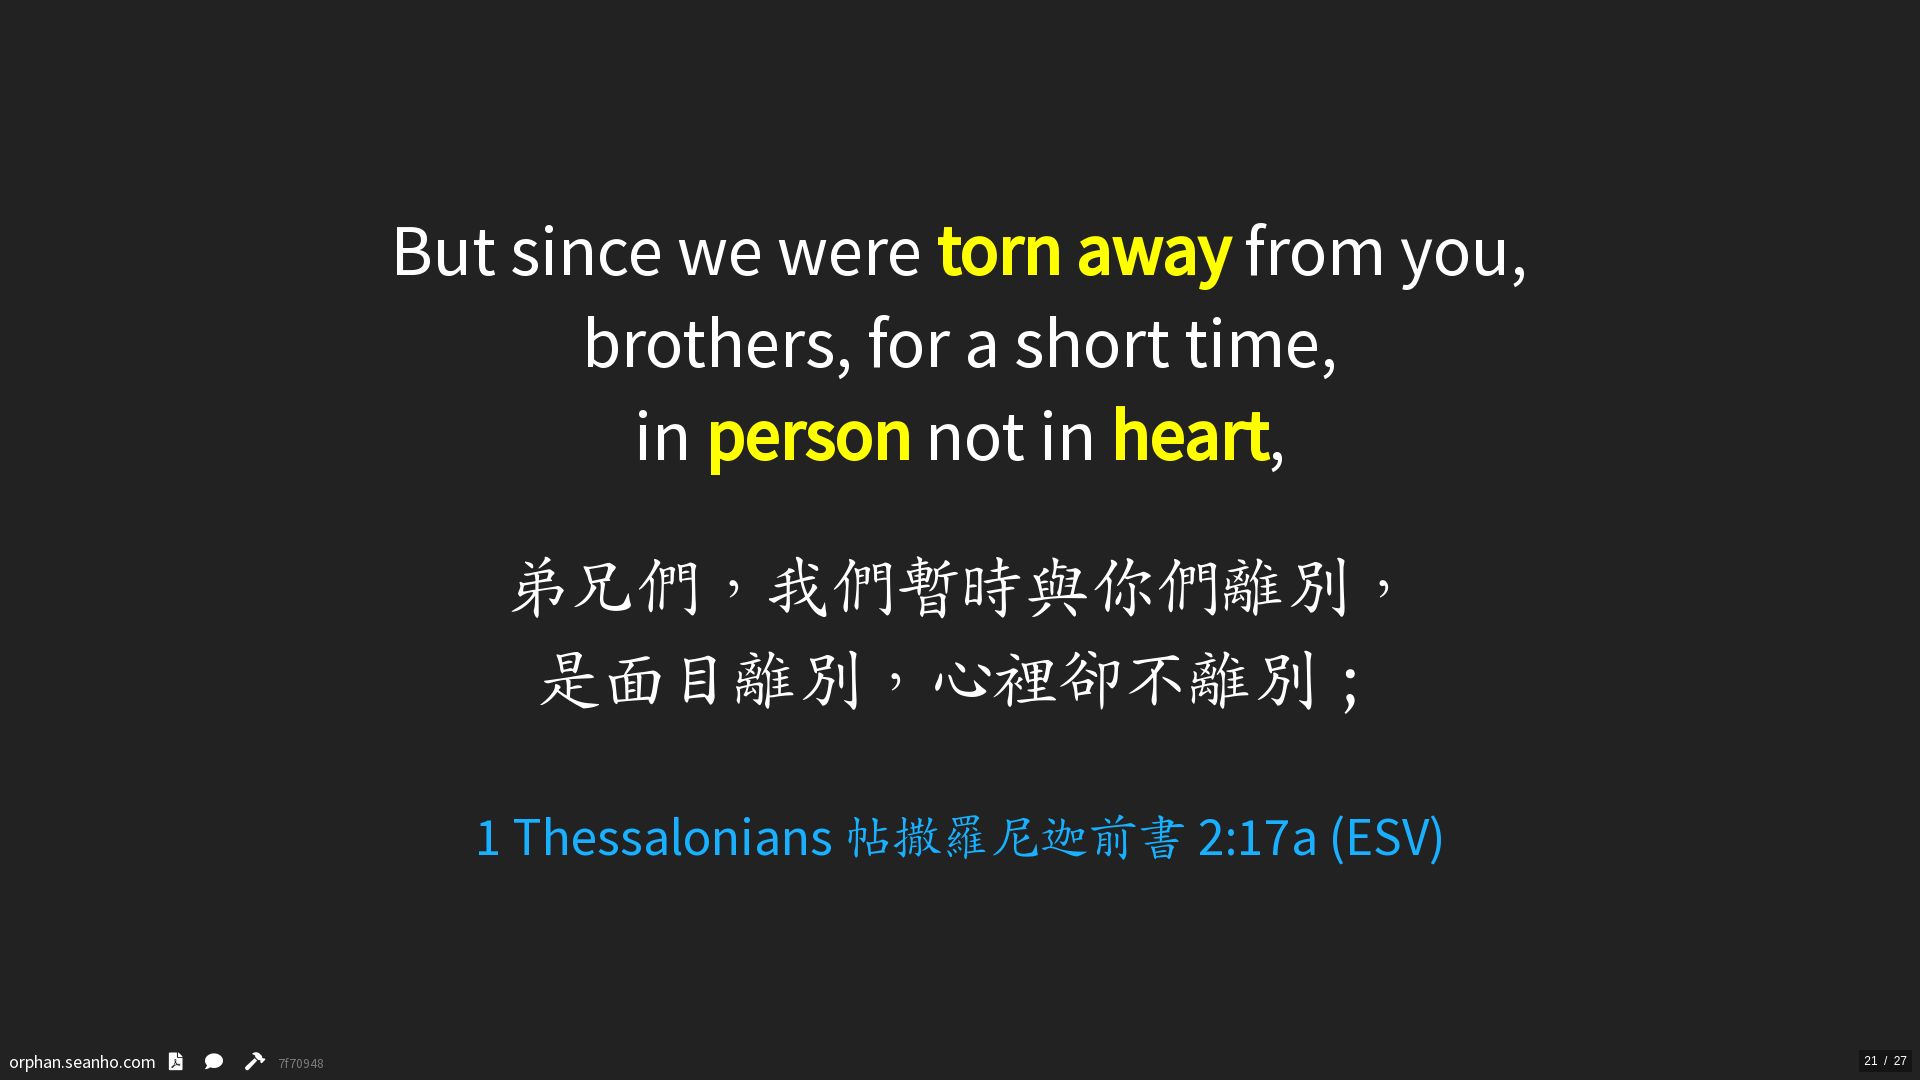 But since we were torn away from you,
brothers, for a short time,
in person not in heart,
弟兄們，我們暫時與你們離別，
是面目離別，心裡卻不離別；
1 Thessalonians 帖撒羅尼迦前書 2:17a (ESV)
orphan.seanho.com 7f70948
21 / 27